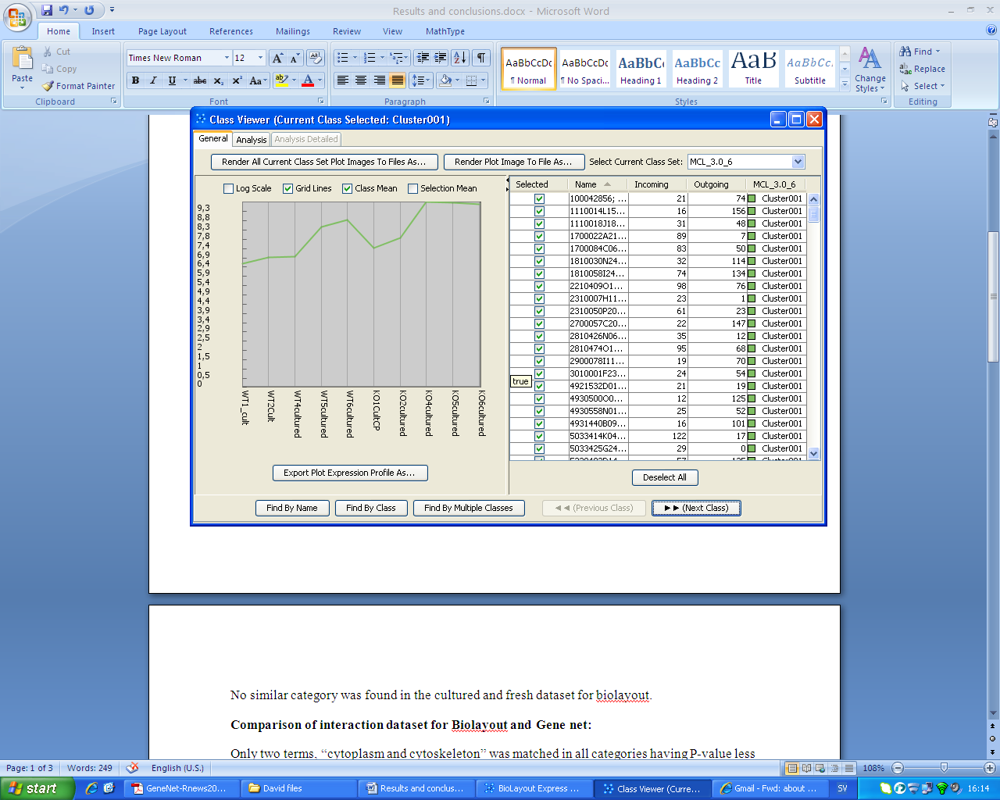 Results and conclusions.docx - Microsoft Word
Home Insert Page Layout References Mailings Review View MathType
Paste
Cut
Copy
Format Painter
Clipboard
Times New Roman 12
B I U abc x₂ x² Aa
Font
Paragraph
AaBbCcDc AaBbCcDc AaBbC AaBbCc AaB AaBbCc.
¶ Normal ¶ No Spaci... Heading 1 Heading 2 Title Subtitle
Change Styles
Styles
Find
Replace
Select
Editing
Class Viewer (Current Class Selected: Cluster001)
General Analysis Analysis Detailed
Render All Current Class Set Plot Images To Files As... Render Plot Image To File As... Select Current Class Set: MCL_3.0_6
Log Scale Grid Lines Class Mean Selection Mean
9,3
8,8
8,3
7,8
7,4
6,9
6,4
5,9
5,4
4,9
4,4
3,9
3,4
2,9
2,5
2
1,5
1
0,5
0
WT1_cult WT2Cult WT4cultured WT5cultured WT6cultured KO1CultCP KO2cultured KO4cultured KO5cultured KO6cultured
Export Plot Expression Profile As...
Selected Name Incoming Outgoing MCL_3.0_6
100042856; ... 21 74 Cluster001
1110014L15... 16 156 Cluster001
1110018J18... 31 48 Cluster001
1700022A21... 89 7 Cluster001
1700084C06... 83 50 Cluster001
1810030N24... 32 114 Cluster001
1810058I24... 74 134 Cluster001
2210409O1... 98 76 Cluster001
2310007H11... 23 1 Cluster001
2310050P20... 61 23 Cluster001
2700057C20... 22 147 Cluster001
2810426N06... 35 12 Cluster001
2810474O1... 95 68 Cluster001
2900078I11... 19 70 Cluster001
3010001F23... 24 54 Cluster001
true
4921532D01... 21 19 Cluster001
4930500O0... 12 125 Cluster001
4930558N01... 25 52 Cluster001
4931440B09... 16 101 Cluster001
5033414K04... 122 17 Cluster001
5033425G24... 29 0 Cluster001
Deselect All
Find By Name Find By Class Find By Multiple Classes (Previous Class) (Next Class)
No similar category was found in the cultured and fresh dataset for biolayout.
Comparison of interaction dataset for Biolayout and Gene net:
Only two terms, “cytoplasm and cytoskeleton” was matched in all categories having P-value less
Page: 1 of 3 Words: 249 English (U.S.) 108%
start GeneNet-Rnews20... David files Results and conclus... BioLayout Express ... Class Viewer (Curre... Gmail - Fwd: about ... SV 16:14